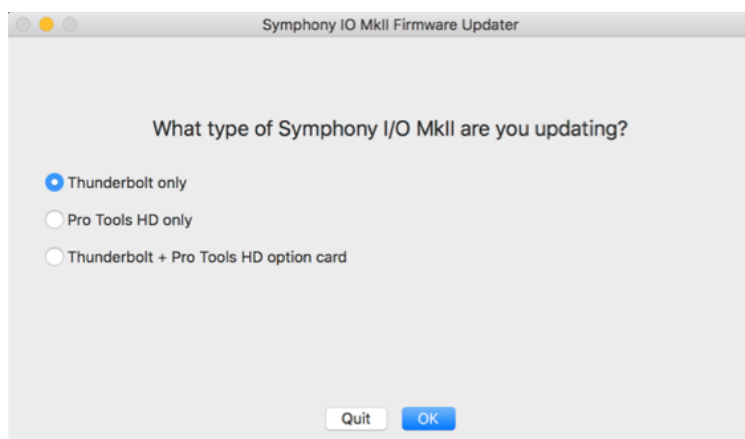 Symphony IO MkII Firmware Updater
What type of Symphony I/O MkII are you updating?
Thunderbolt only
Pro Tools HD only
Thunderbolt + Pro Tools HD option card
Quit OK